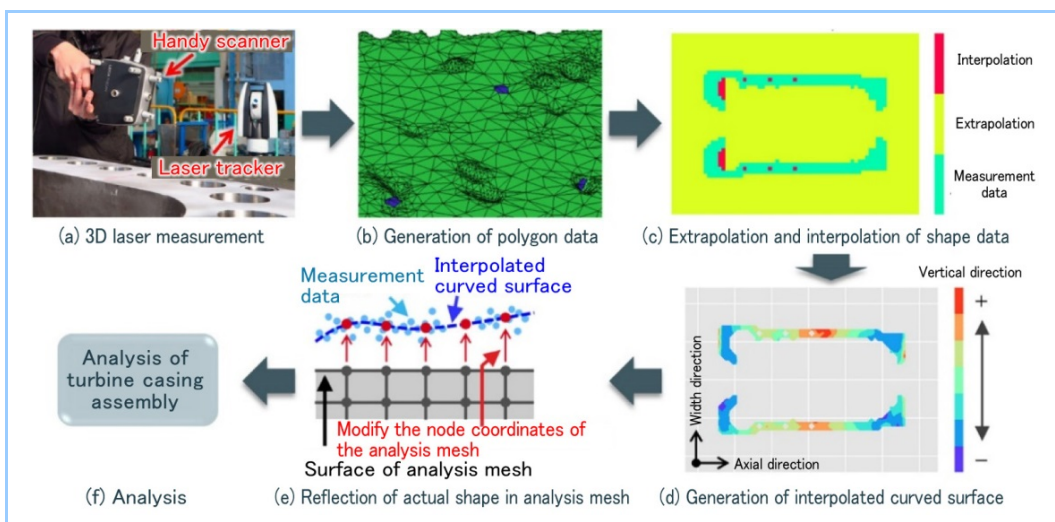 Handy scanner
Laser tracker
(a) 3D laser measurement
(b) Generation of polygon data
Interpolation
Extrapolation
Measurement
data
(c) Extrapolation and interpolation of shape data
Vertical direction
+
−
Width direction
Axial direction
(d) Generation of interpolated curved surface
Measurement
data
Interpolated
curved surface
Modify the node coordinates of
the analysis mesh
Surface of analysis mesh
(e) Reflection of actual shape in analysis mesh
Analysis of
turbine casing
assembly
(f) Analysis